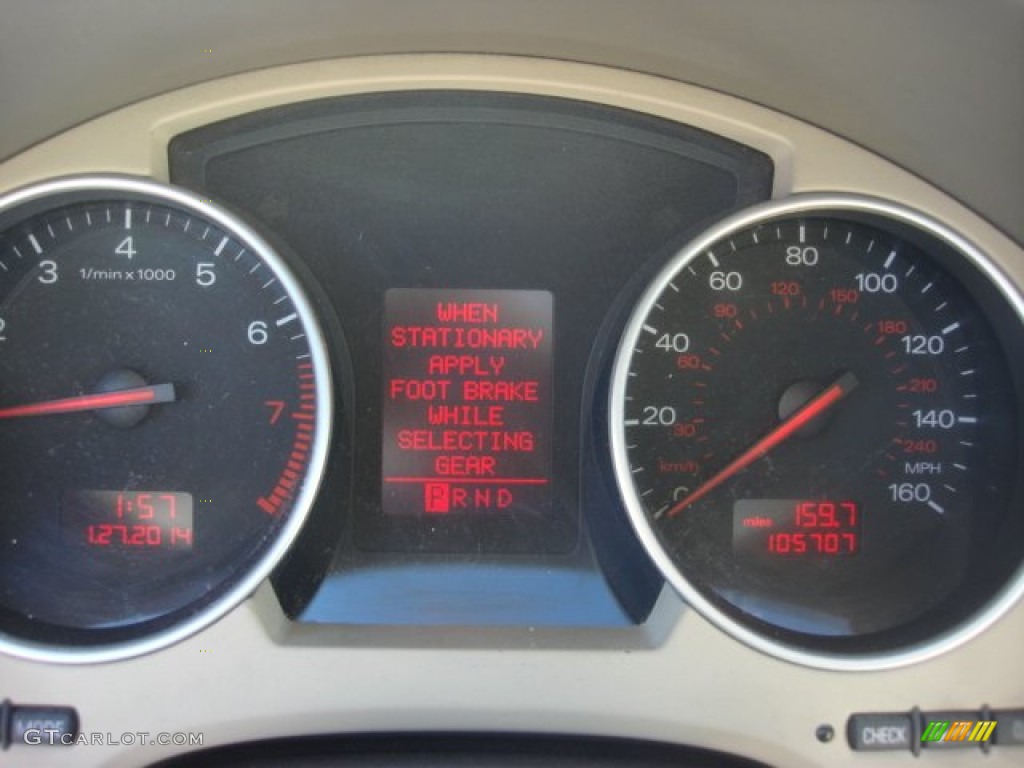 WHEN
STATIONARY
APPLY
FOOT BRAKE
WHILE
SELECTING
GEAR
P R N D
2 3 4 5 6 7
1/min x 1000
1:57
1.27.2014
20 40 60 80 100 120 140 160
MPH
30 60 90 120 150 180 210 240
km/h
miles 159.7
105707
MODE
CHECK
GTCARLOT.COM